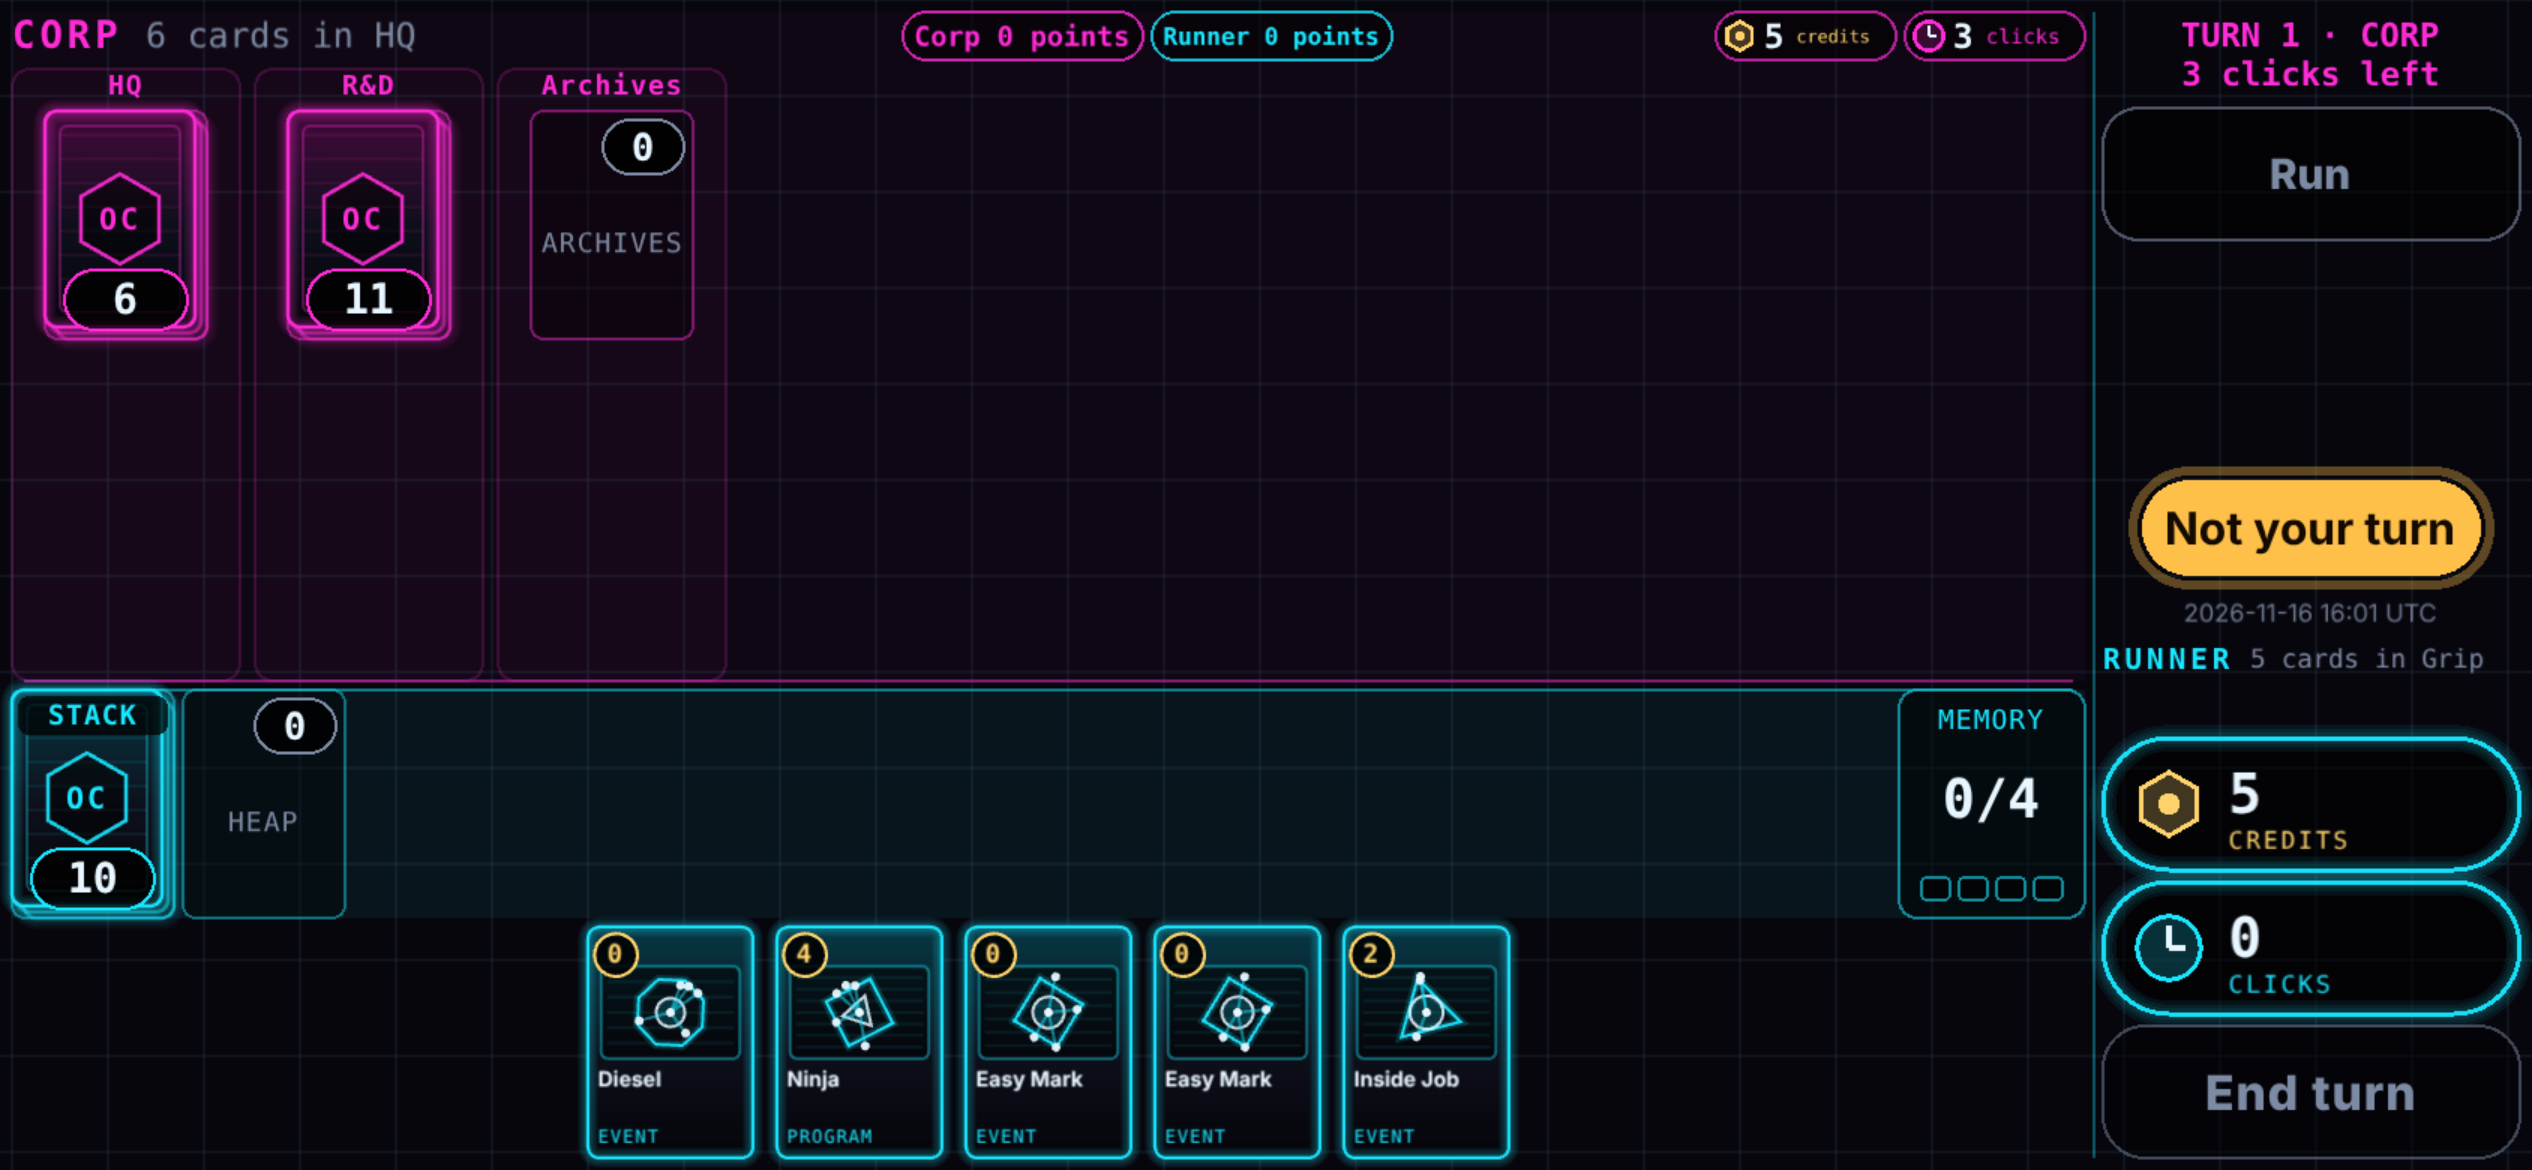 CORP 6 cards in HQ
Corp 0 points
Runner 0 points
5 credits
3 clicks
TURN 1 · CORP
3 clicks left
HQ
R&D
Archives
OC
6
OC
11
0
ARCHIVES
Run
Not your turn
2026-11-16 16:01 UTC
RUNNER 5 cards in Grip
STACK
OC
10
0
HEAP
MEMORY
0/4
5
CREDITS
0
CLICKS
End turn
0
Diesel
EVENT
4
Ninja
PROGRAM
0
Easy Mark
EVENT
0
Easy Mark
EVENT
2
Inside Job
EVENT